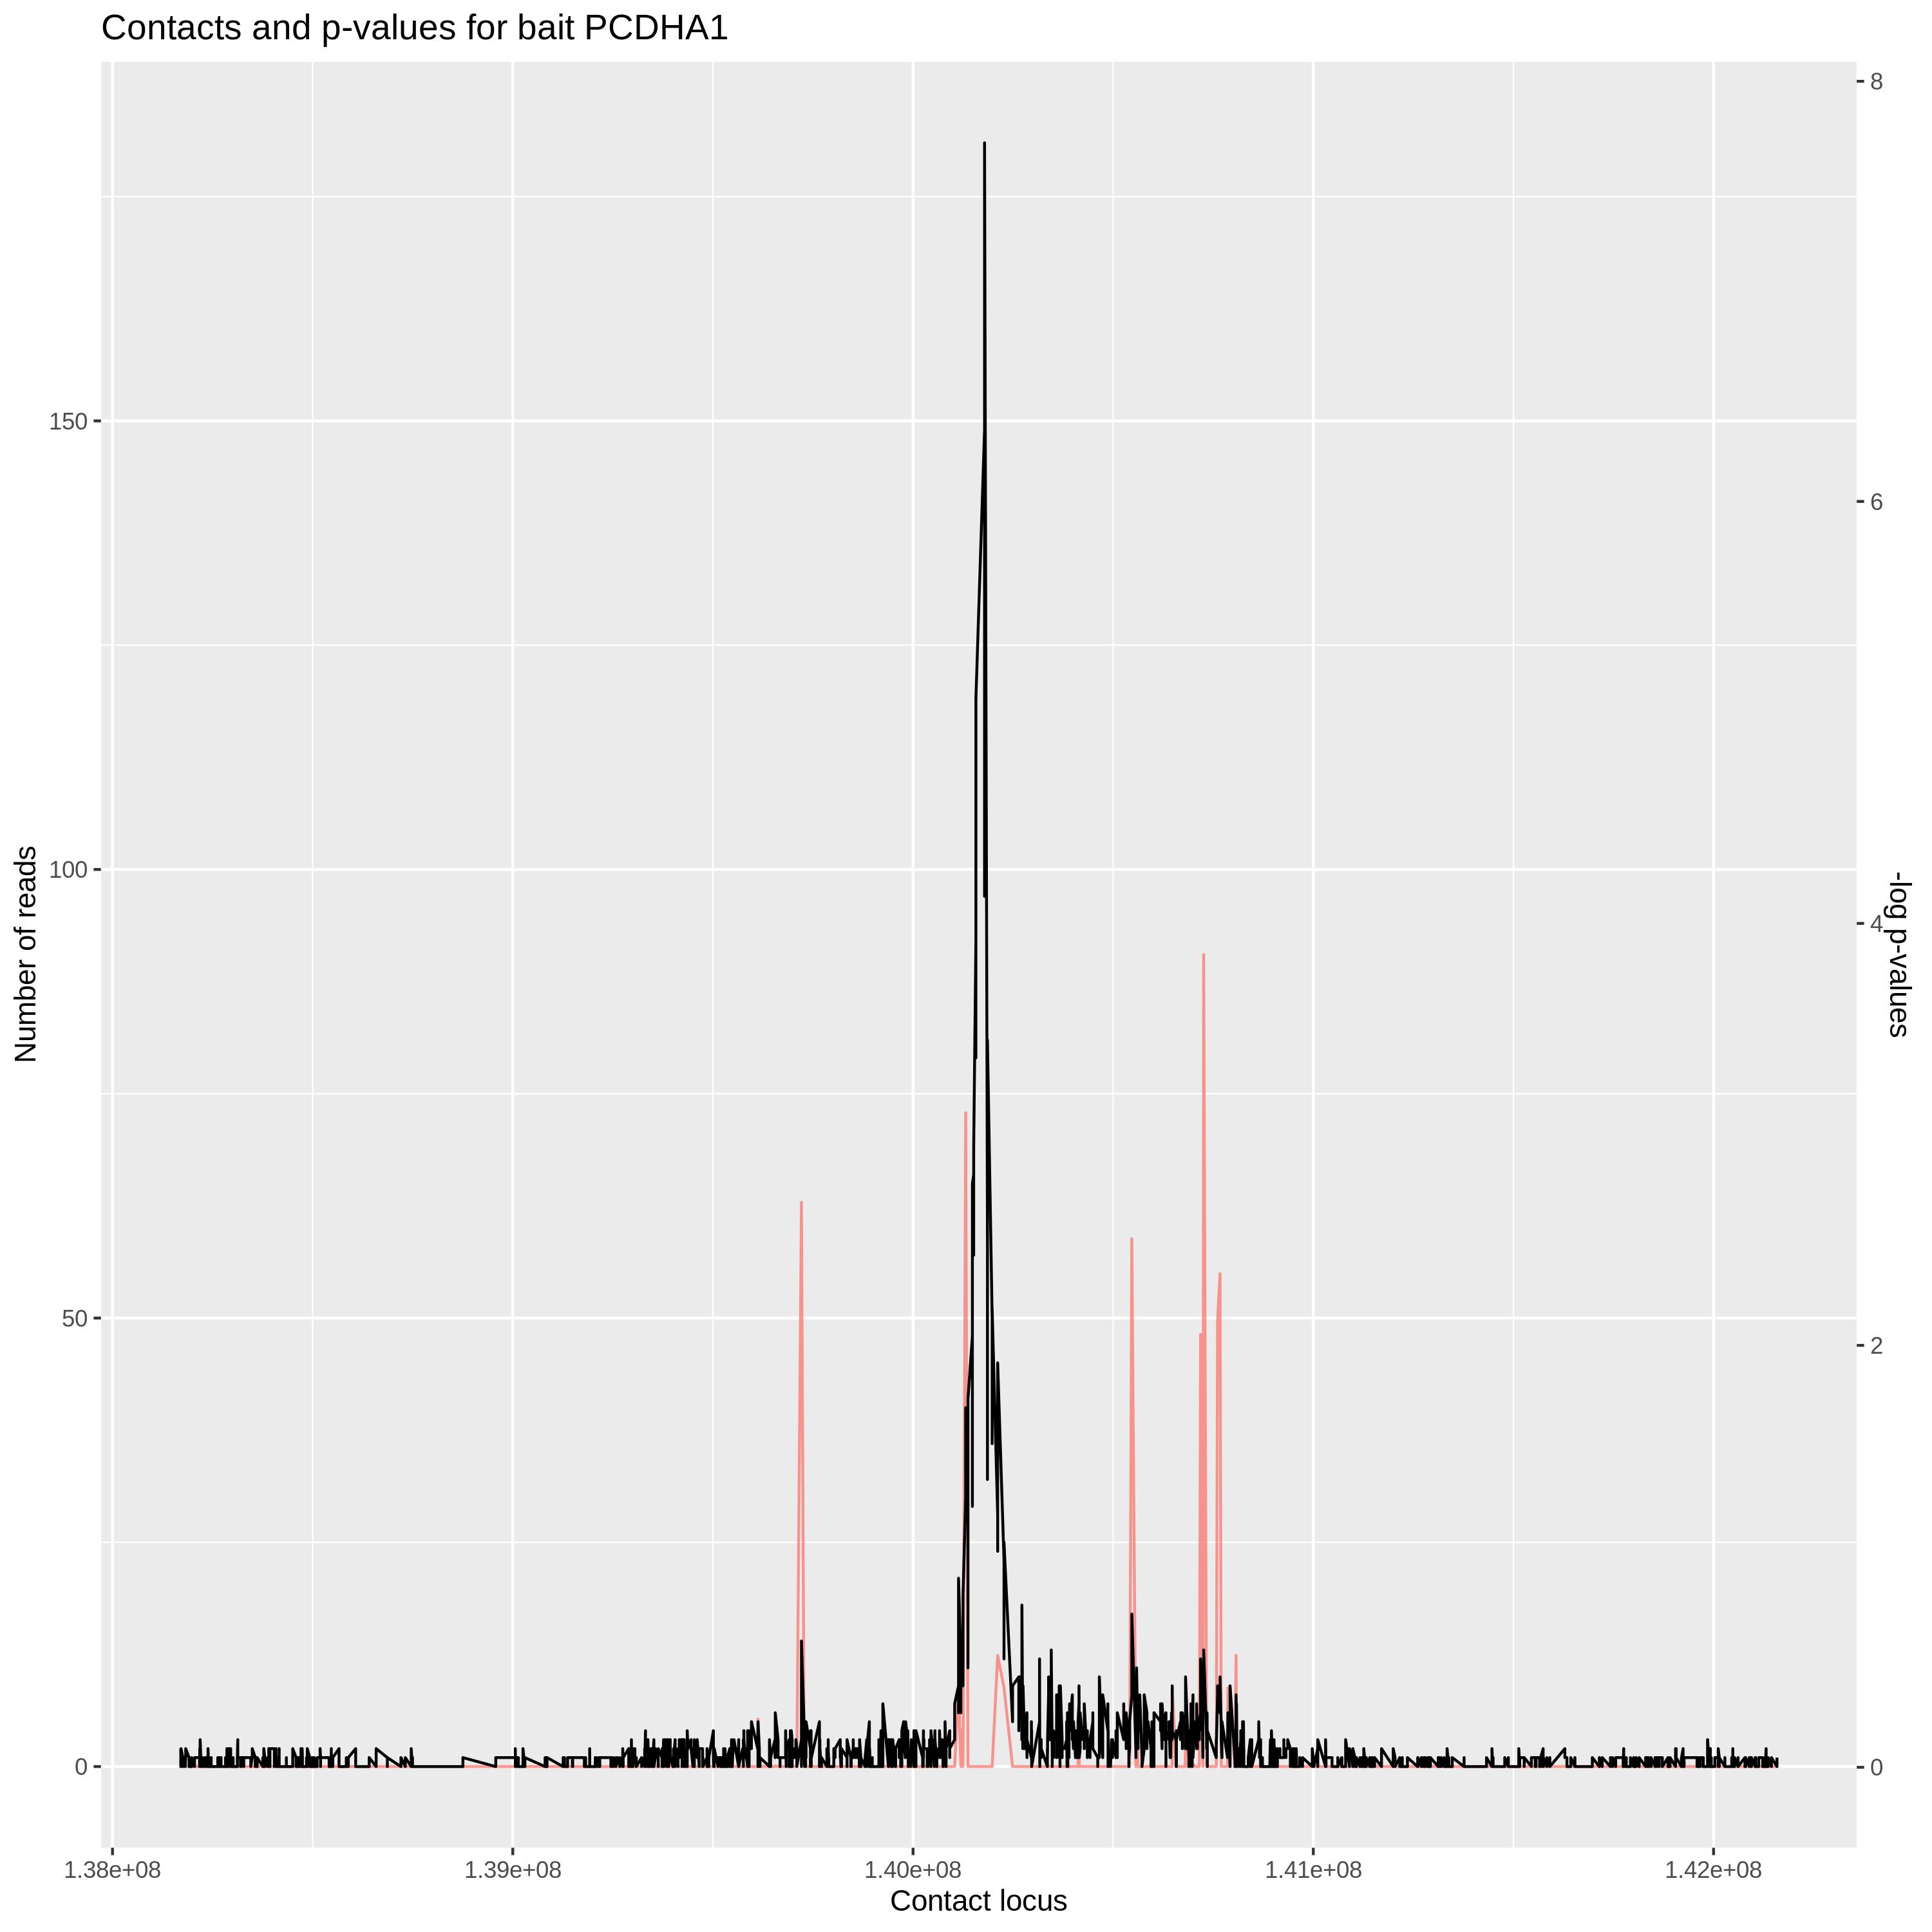 Contacts and p-values for bait PCDHA1
Number of reads
150
100
50
0
8
6
4
2
0
-log p-values
1.38e+08
1.39e+08
1.40e+08
1.41e+08
1.42e+08
Contact locus